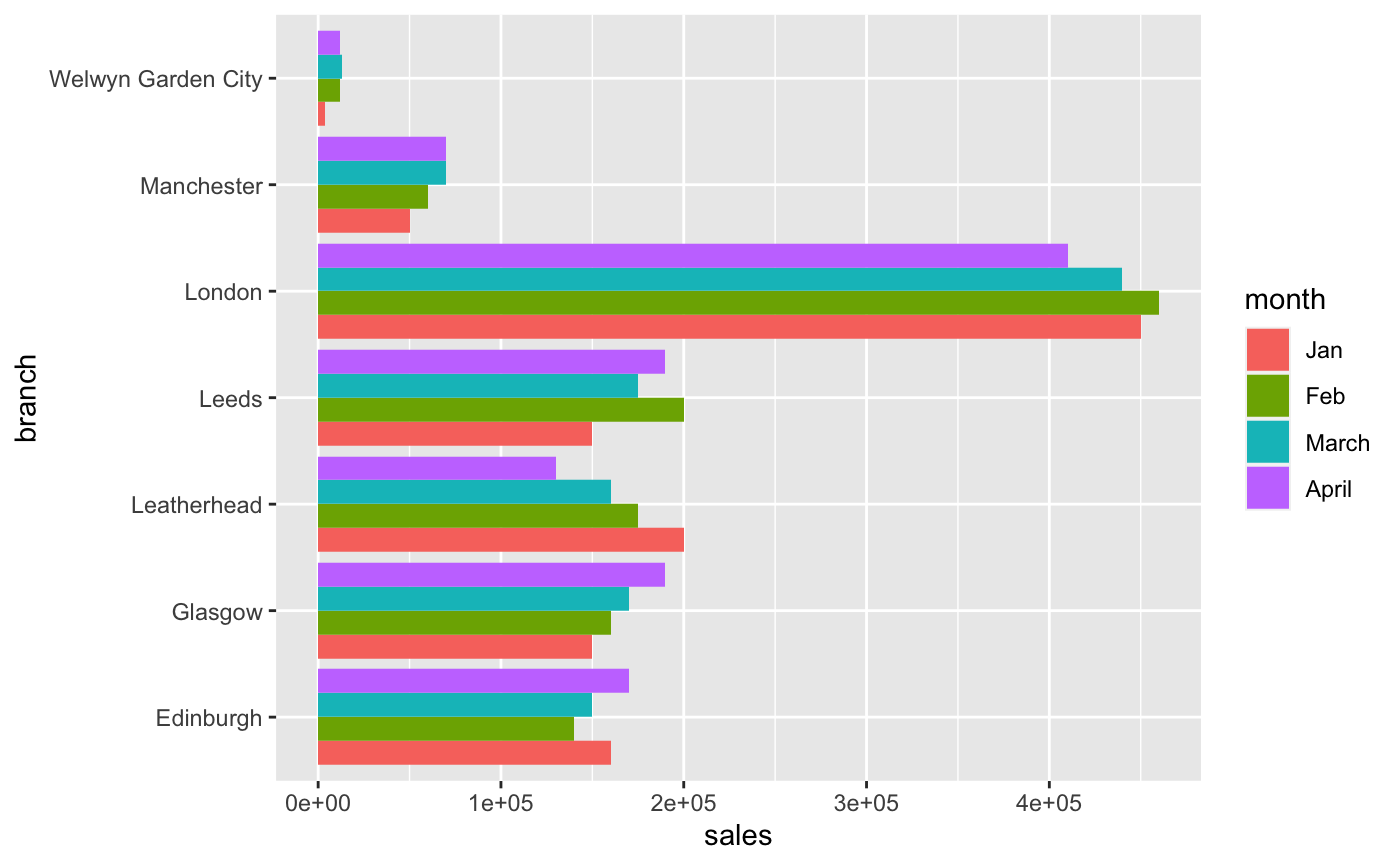 Welwyn Garden City
Manchester
London
Leeds
Leatherhead
Glasgow
Edinburgh
branch
0e+00 1e+05 2e+05 3e+05 4e+05
sales
month
Jan
Feb
March
April